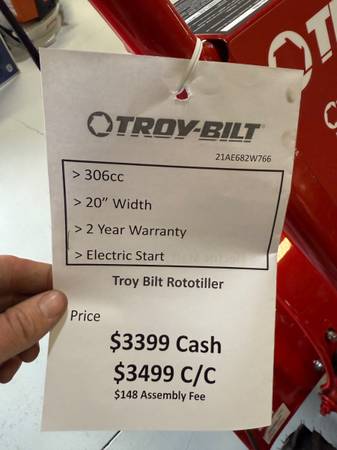 TROY-BILT
21AE682W766
> 306cc
> 20” Width
> 2 Year Warranty
> Electric Start
Troy Bilt Rototiller
Price
$3399 Cash
$3499 C/C
$148 Assembly Fee
TRO